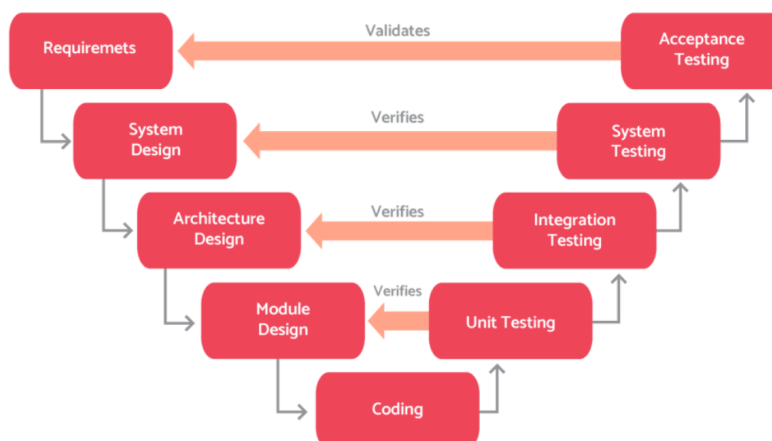 Validates
Requiremets
Acceptance
Testing
Verifies
System
Design
System
Testing
Verifies
Architecture
Design
Integration
Testing
Verifies
Module
Design
Unit Testing
Coding